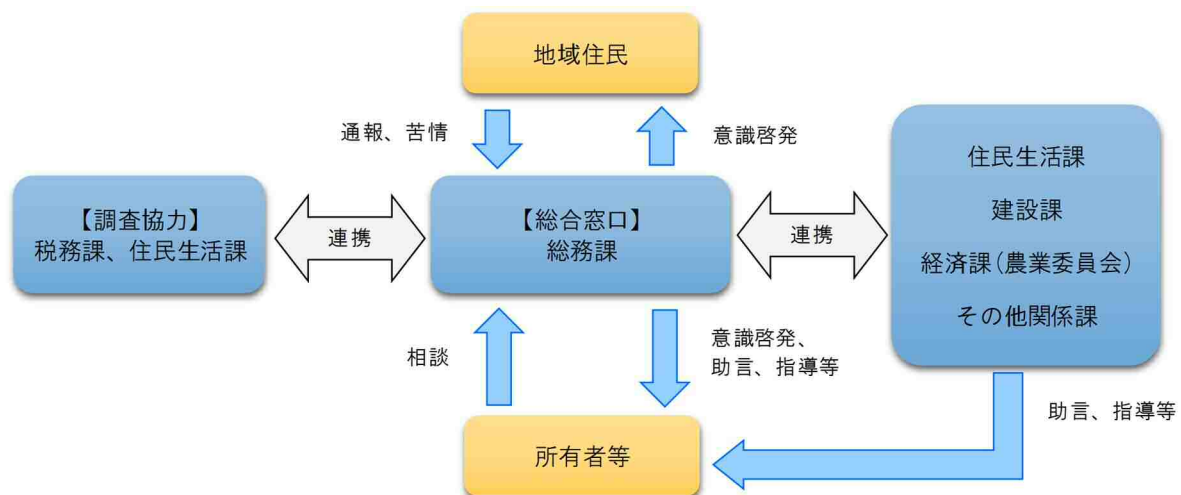 地域住民
通報、苦情
意識啓発
【調査協力】
税務課、住民生活課
連携
【総合窓口】
総務課
連携
住民生活課
建設課
経済課(農業委員会)
その他関係課
相談
意識啓発、
助言、指導等
助言、指導等
所有者等